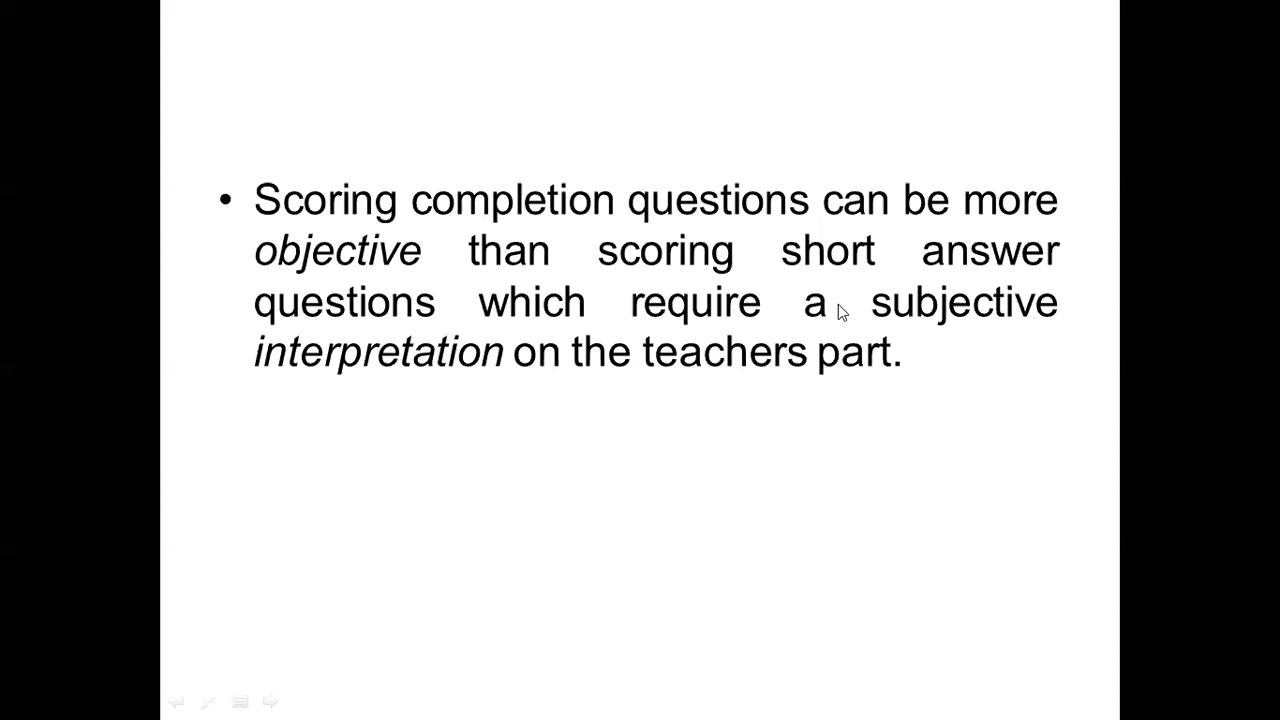 • Scoring completion questions can be more
objective than scoring short answer
questions which require a subjective
interpretation on the teachers part.